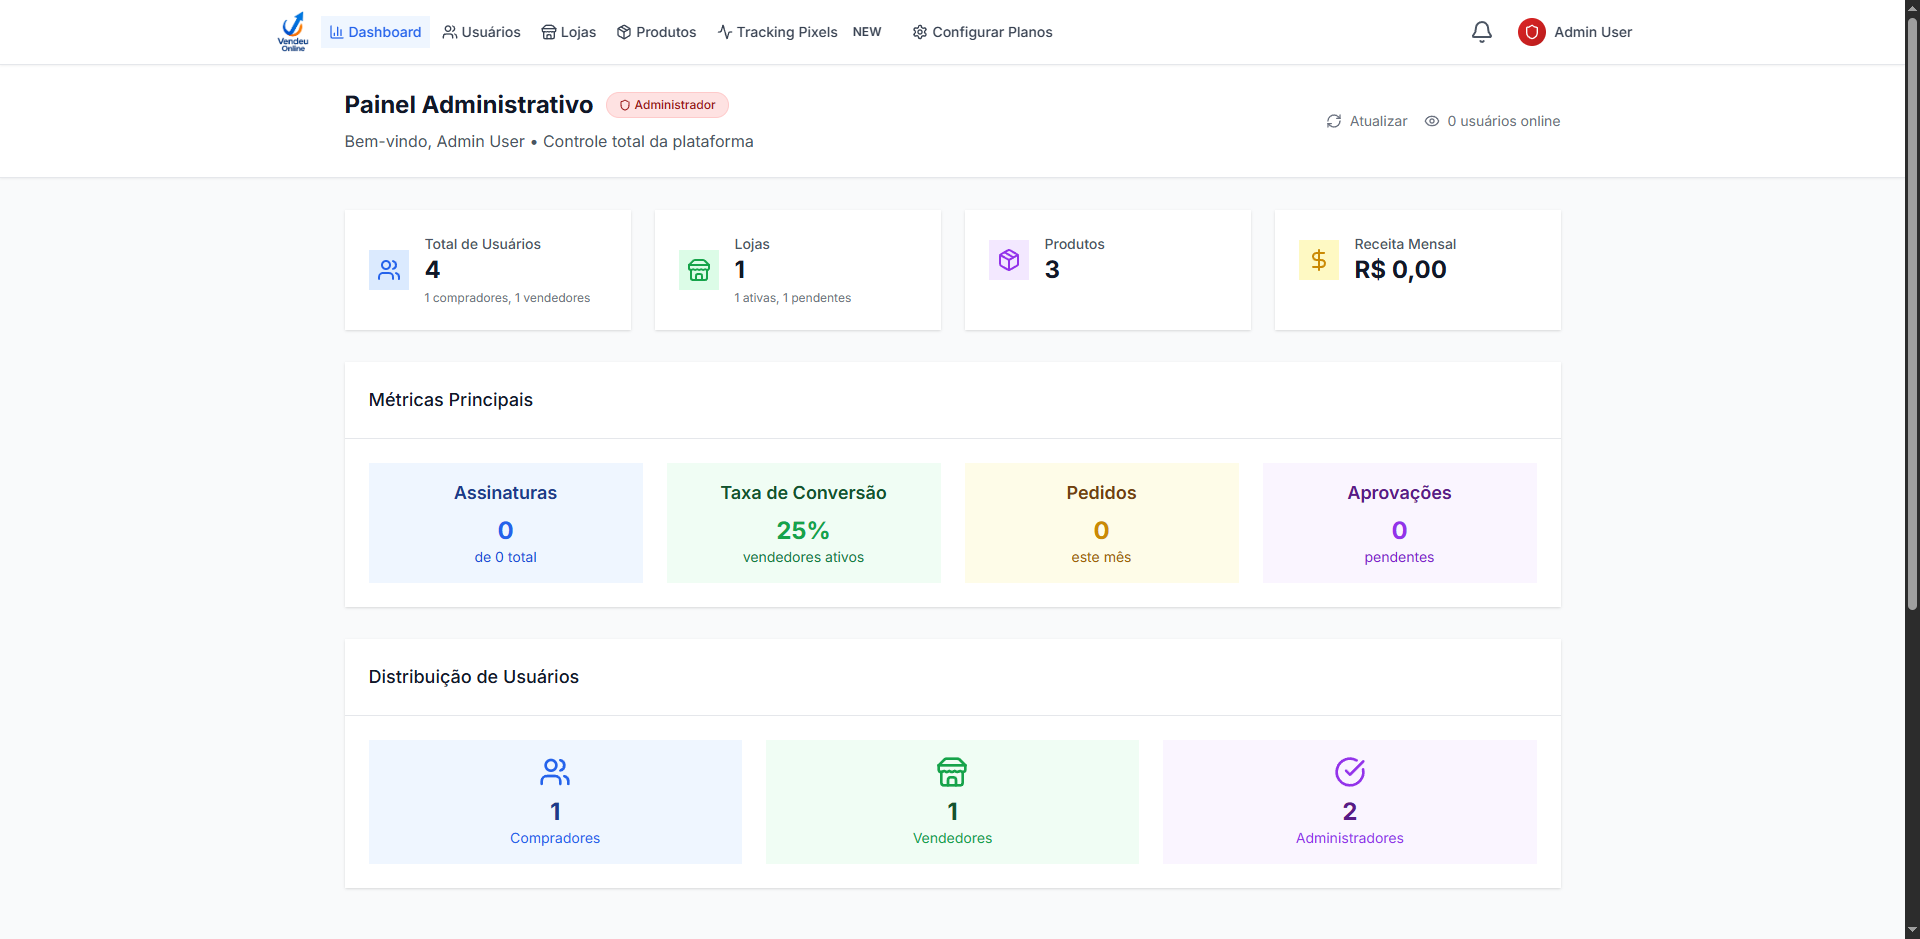 Vendeu
Online
Dashboard
Usuários
Lojas
Produtos
Tracking Pixels
NEW
Configurar Planos
Admin User
Painel Administrativo
Administrador
Bem-vindo, Admin User • Controle total da plataforma
Atualizar
0 usuários online
Total de Usuários
4
1 compradores, 1 vendedores
Lojas
1
1 ativas, 1 pendentes
Produtos
3
Receita Mensal
R$ 0,00
Métricas Principais
Assinaturas
0
de 0 total
Taxa de Conversão
25%
vendedores ativos
Pedidos
0
este mês
Aprovações
0
pendentes
Distribuição de Usuários
1
Compradores
1
Vendedores
2
Administradores